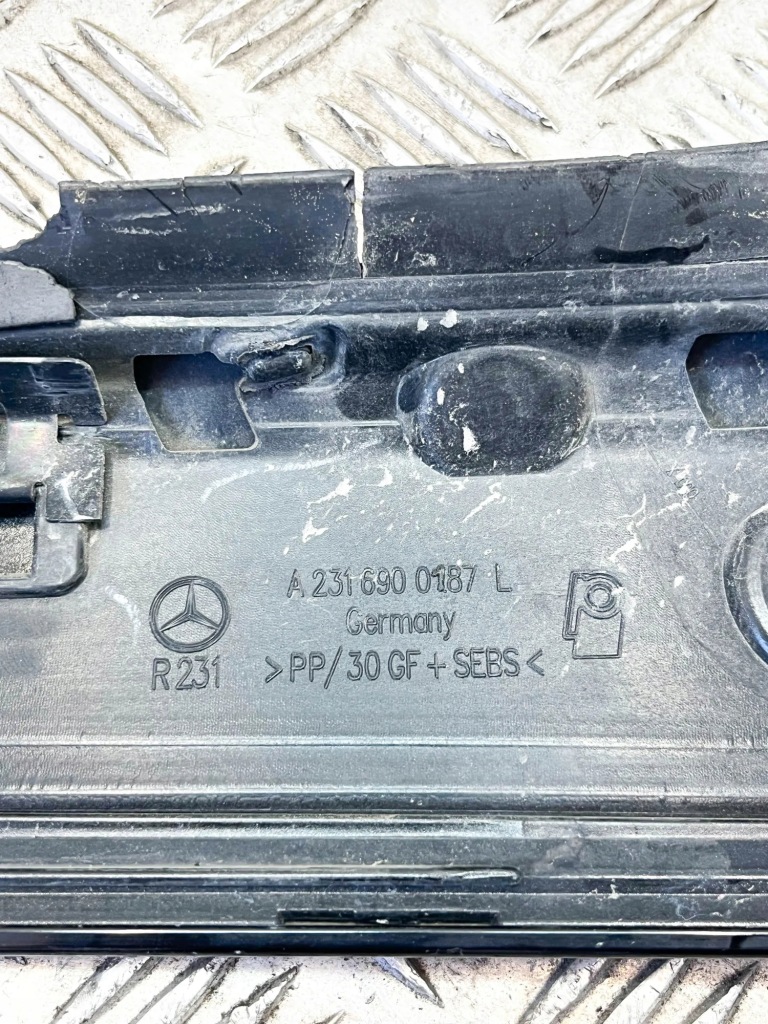 A 231 690 0187 L
Germany
R231 >PP/30 GF + SEBS<